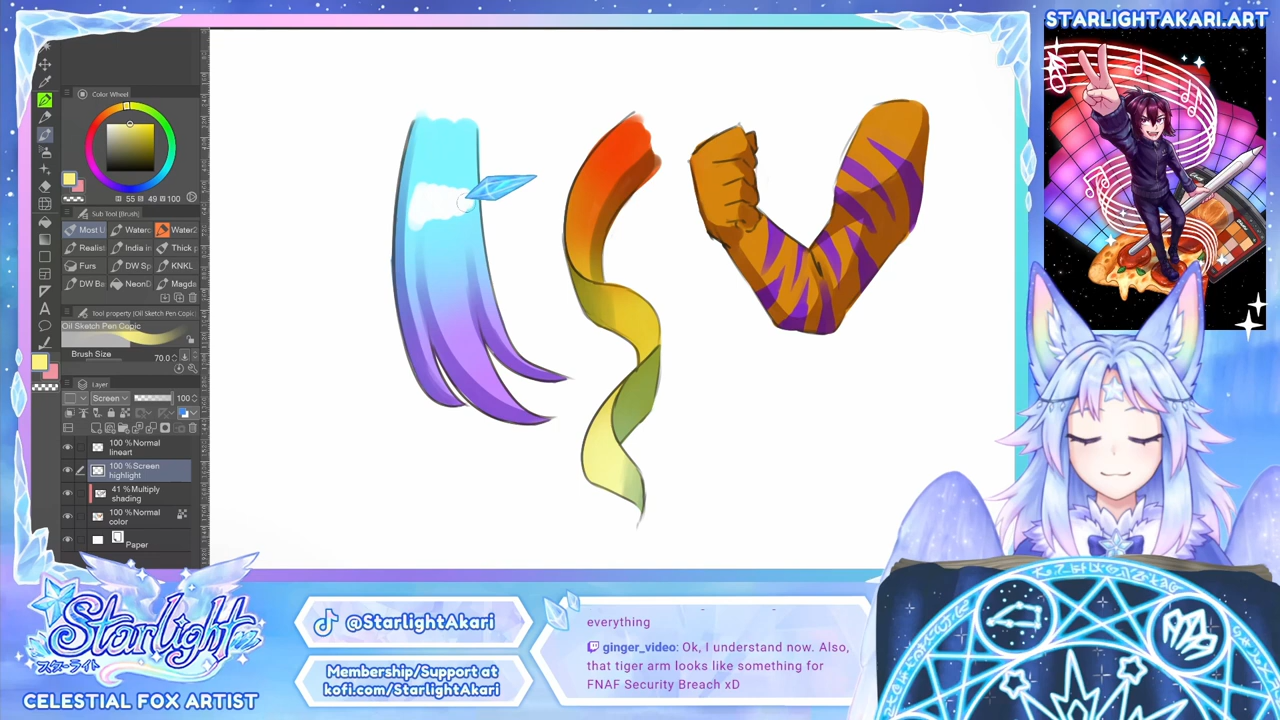 STARLIGHTAKARI.ART
Color Wheel
55 49 100
Sub Tool [Brush]
Most U
Waterc
Water2
Realist
India in
Thick p
Furs
DW Sp
KNKL
DW Ba
NeonD
Magda
Tool property [Oil Sketch Pen Copic]
Oil Sketch Pen Copic
Brush Size
70.0
Layer
Screen
100
100 %Normal
lineart
100 %Screen
highlight
41 %Multiply
shading
100 %Normal
color
Paper
Starlight
スターライト
CELESTIAL FOX ARTIST
@StarlightAkari
Membership/Support at
kofi.com/StarlightAkari
everything
ginger_video: Ok, I understand now. Also,
that tiger arm looks like something for
FNAF Security Breach xD